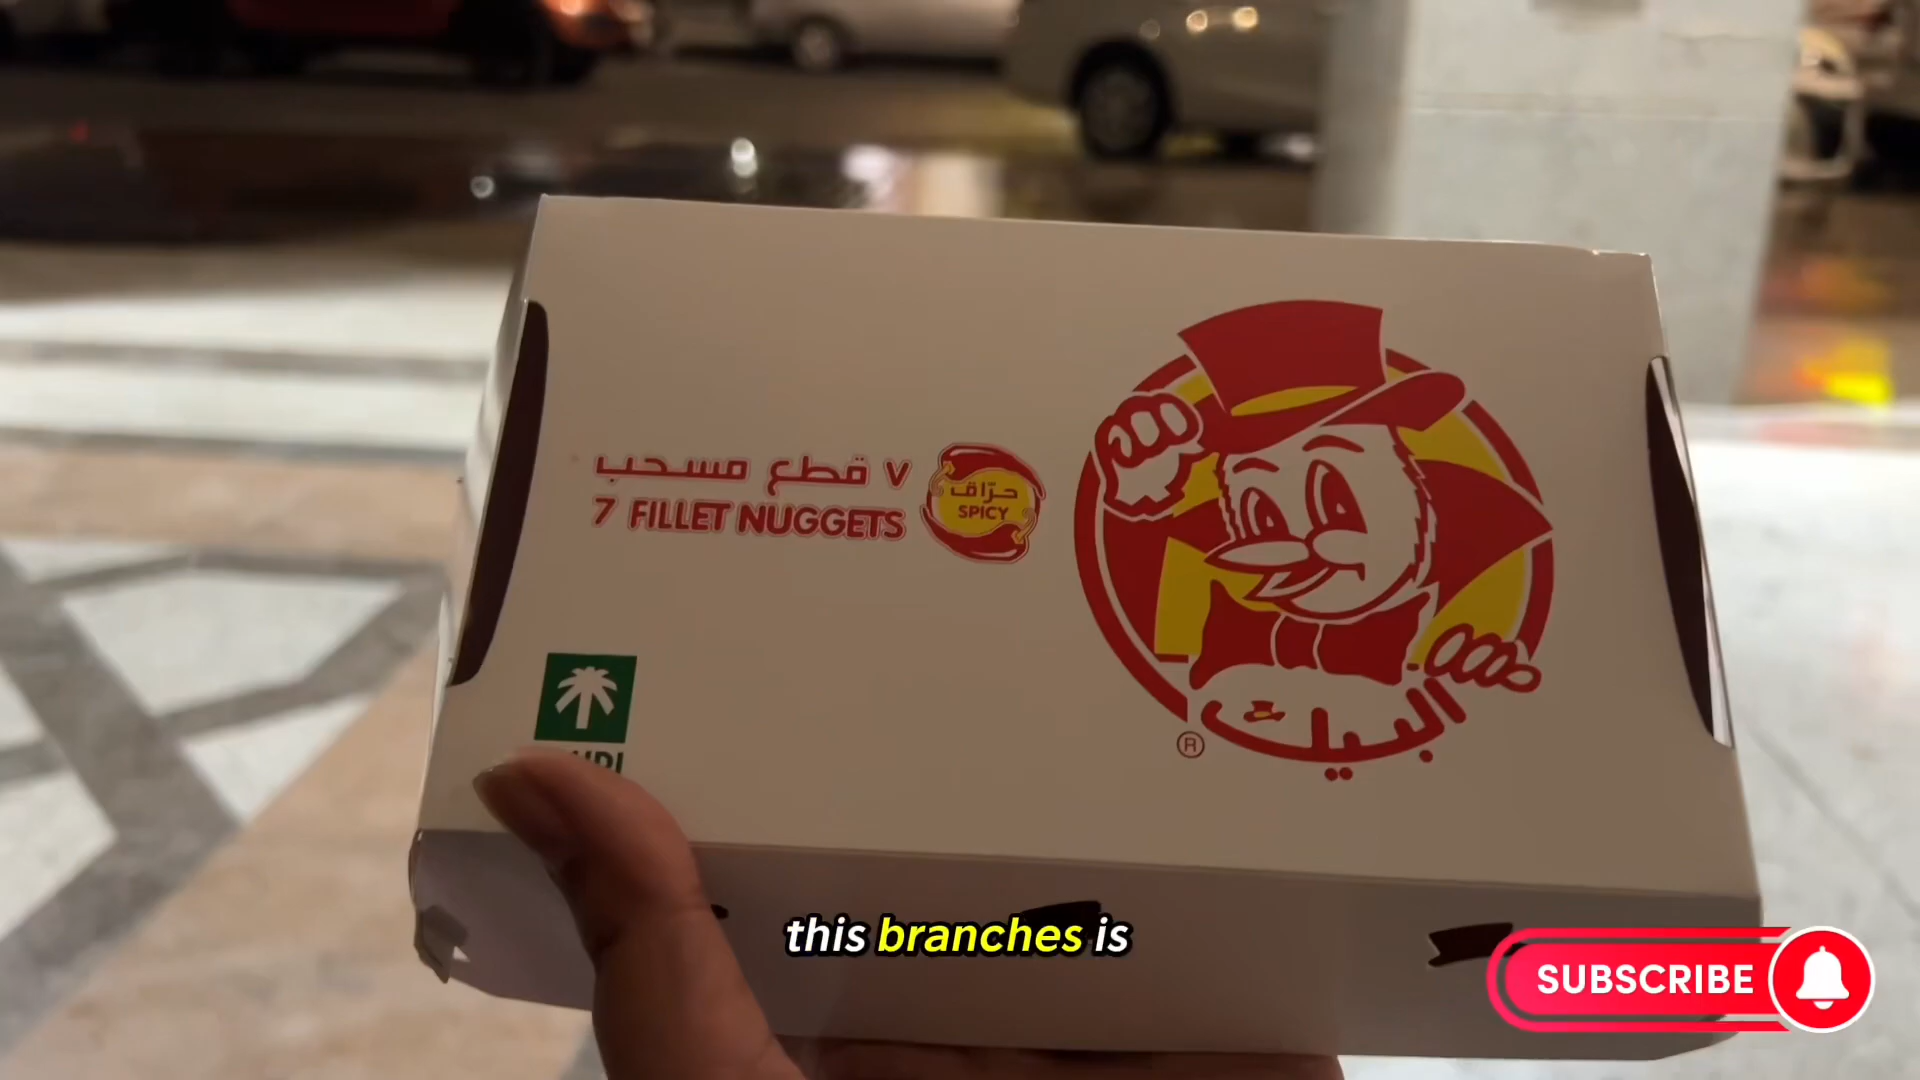 ٧ قطع مسحب
7 FILLET NUGGETS
حرّاق
SPICY
البيك
®
this branches is
SUBSCRIBE